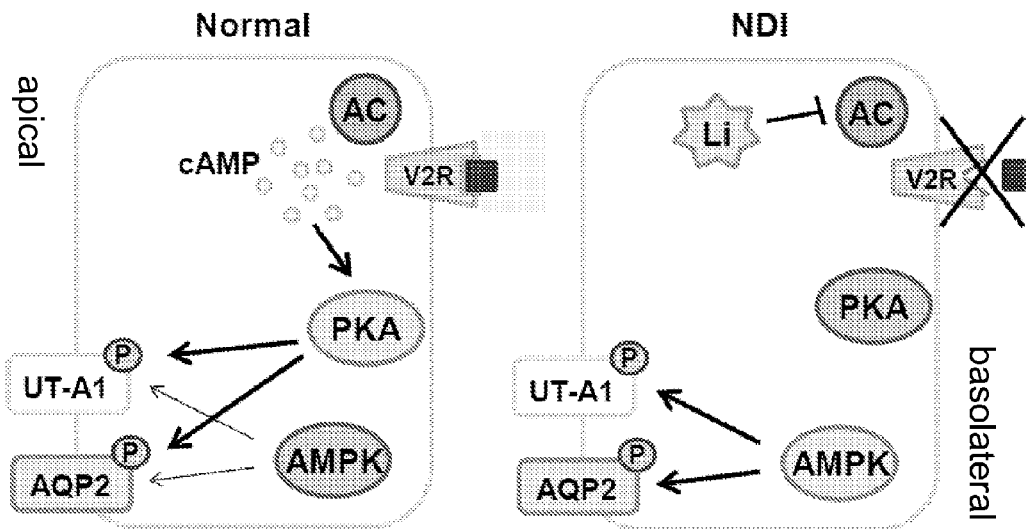 Normal
apical
AC
cAMP
V2R
PKA
P
UT-A1
P
AQP2
AMPK
NDI
Li
AC
V2R
PKA
P
UT-A1
P
AQP2
AMPK
basolateral